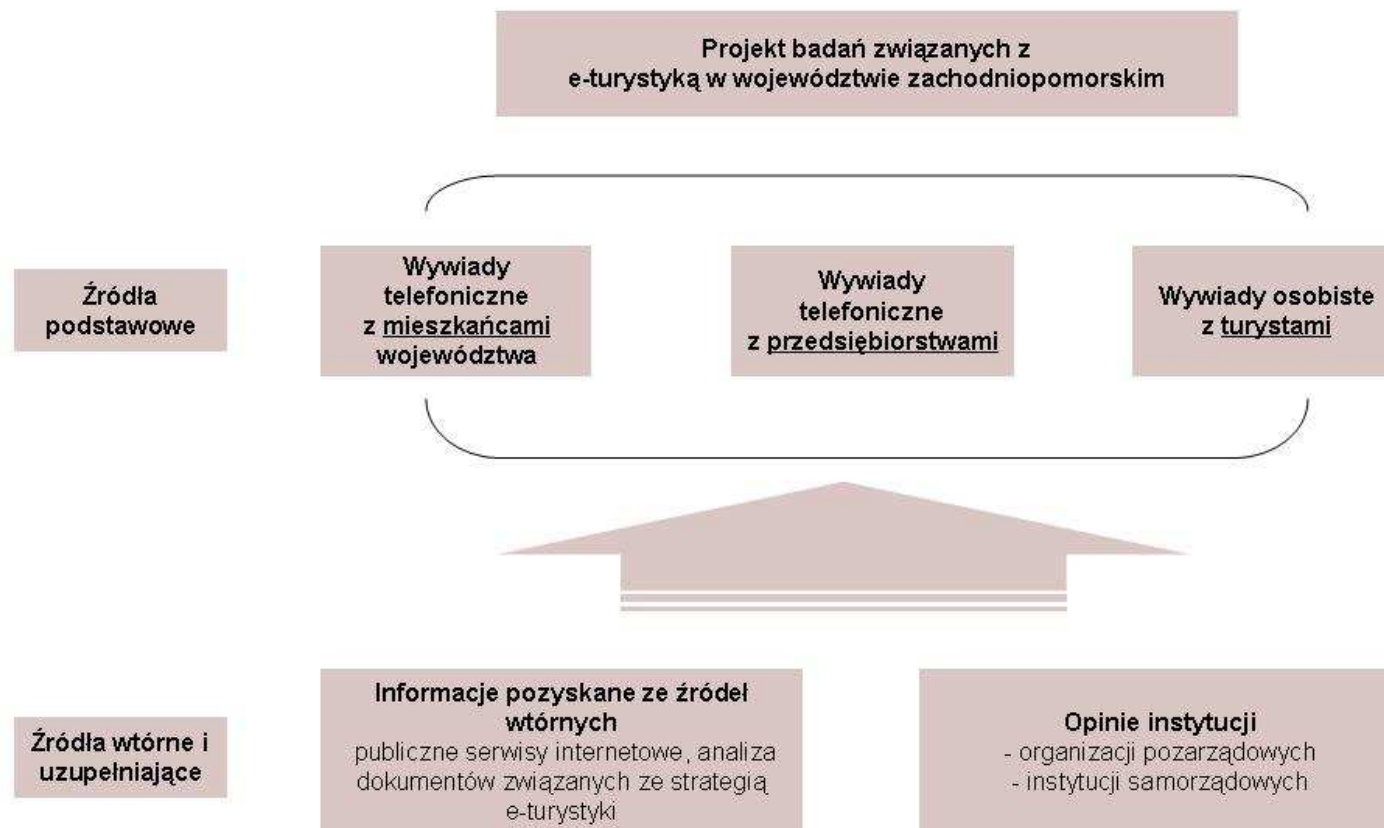 Projekt badań związanych z
e-turystyką w województwie zachodniopomorskim
Źródła
podstawowe
Wywiady
telefoniczne
z mieszkańcami
województwa
Wywiady
telefoniczne
z przedsiębiorstwami
Wywiady osobiste
z turystami
Źródła wtórne i
uzupełniające
Informacje pozyskane ze źródeł
wtórnych
publiczne serwisy internetowe, analiza
dokumentów związanych ze strategią
e-turystyki
Opinie instytucji
- organizacji pozarządowych
- instytucji samorządowych